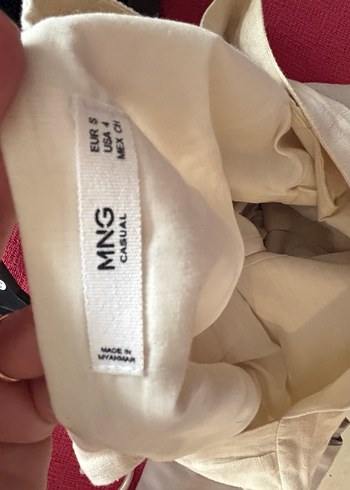 EUR S
USA 4
MEX CH
MNG
CASUAL
MADE IN
MYANMAR